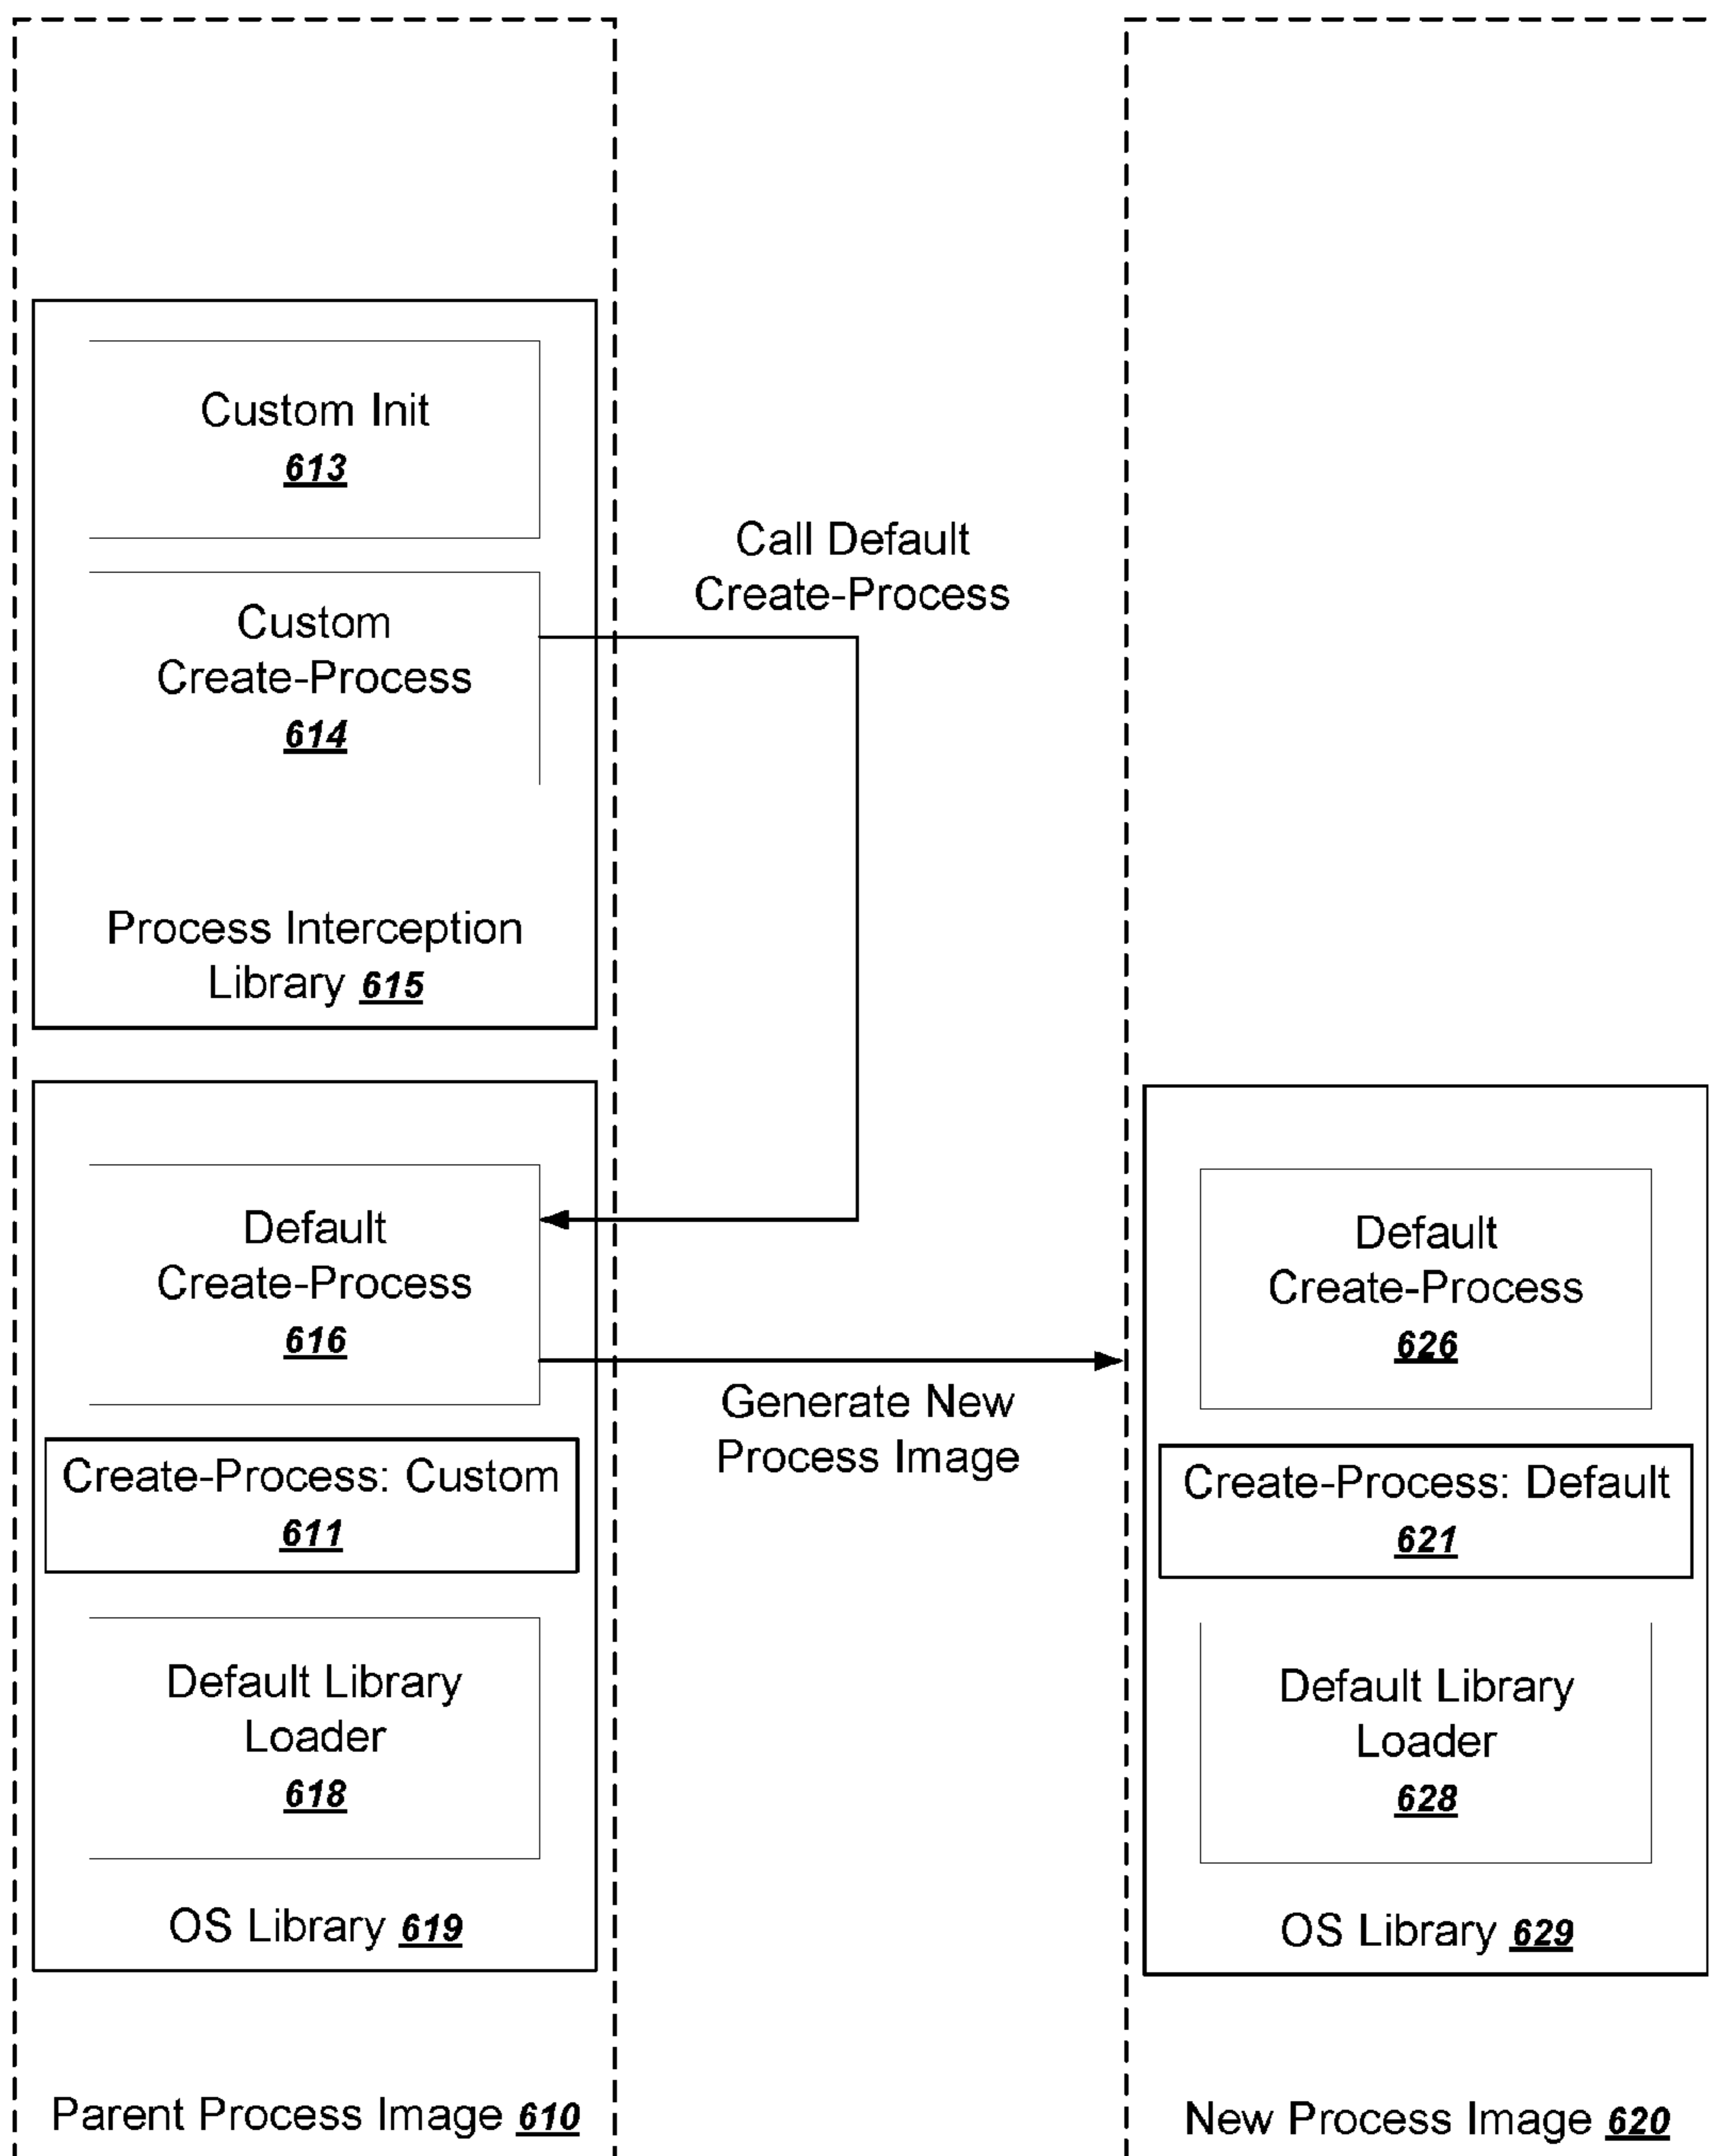 Custom Init
613
Custom
Create-Process
614
Process Interception
Library 615
Call Default
Create-Process
Default
Create-Process
616
Create-Process: Custom
611
Default Library
Loader
618
OS Library 619
Parent Process Image 610
Generate New
Process Image
Default
Create-Process
626
Create-Process: Default
621
Default Library
Loader
628
OS Library 629
New Process Image 620